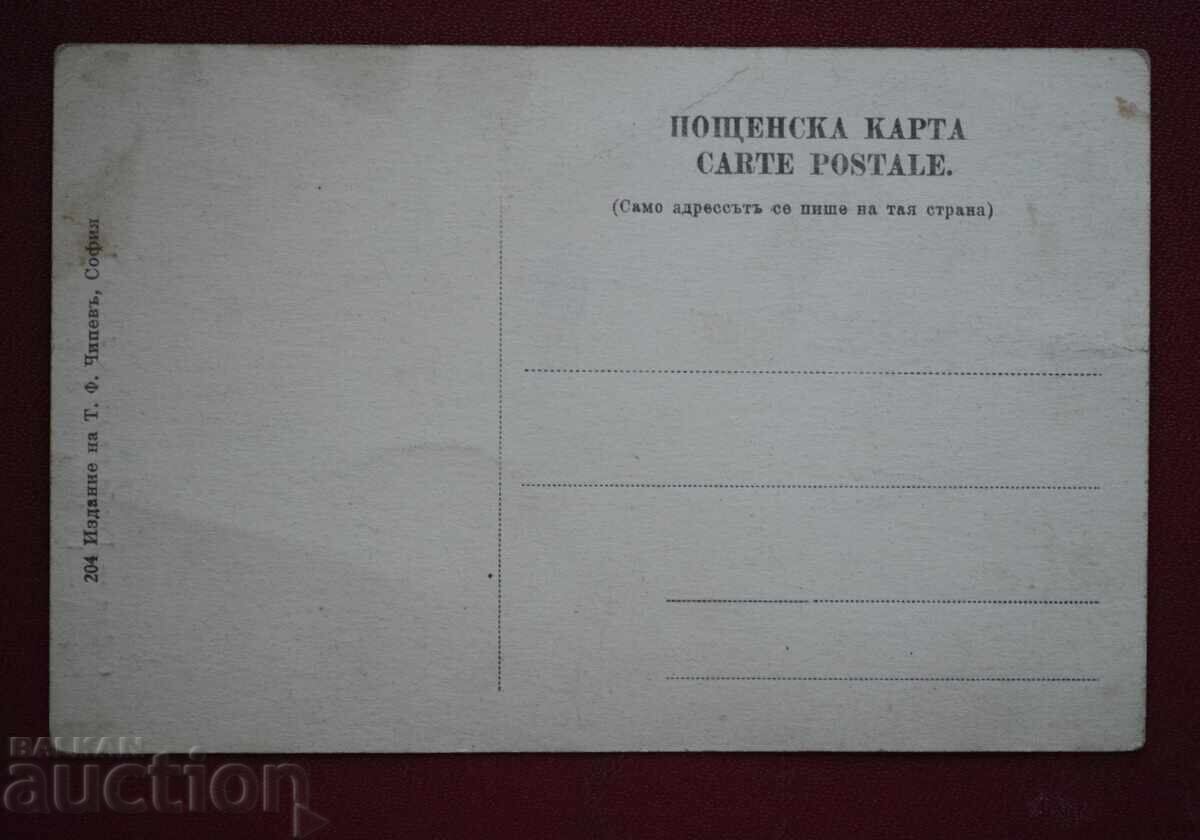 ПОЩЕНСКА КАРТА
CARTE POSTALE.
(Само адрессътъ се пише на тая страна)
204 Издание на Т. Ф. Чипевъ, София
BALKAN
auction